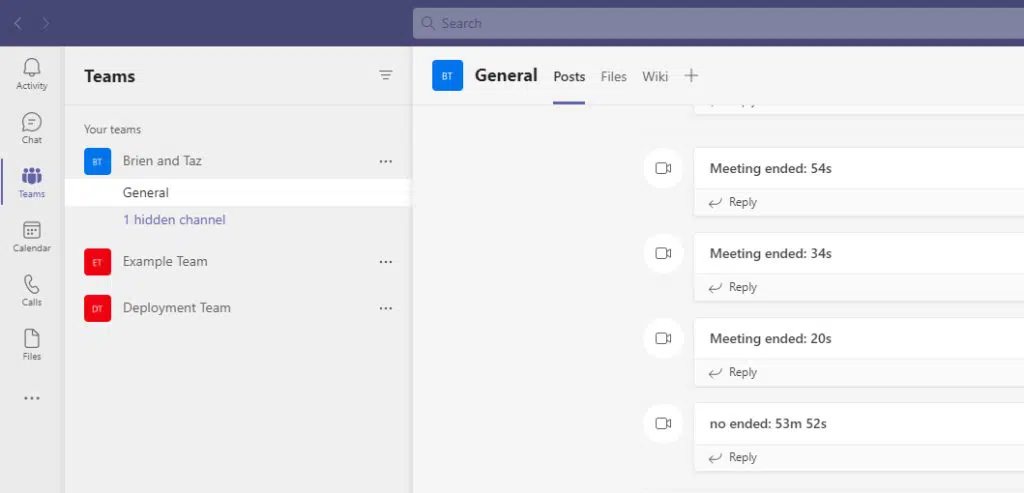 Search
Activity
Chat
Teams
Calendar
Calls
Files
Teams
Your teams
BT Brien and Taz
General
1 hidden channel
ET Example Team
DT Deployment Team
BT General Posts Files Wiki
Meeting ended: 54s
Reply
Meeting ended: 34s
Reply
Meeting ended: 20s
Reply
no ended: 53m 52s
Reply